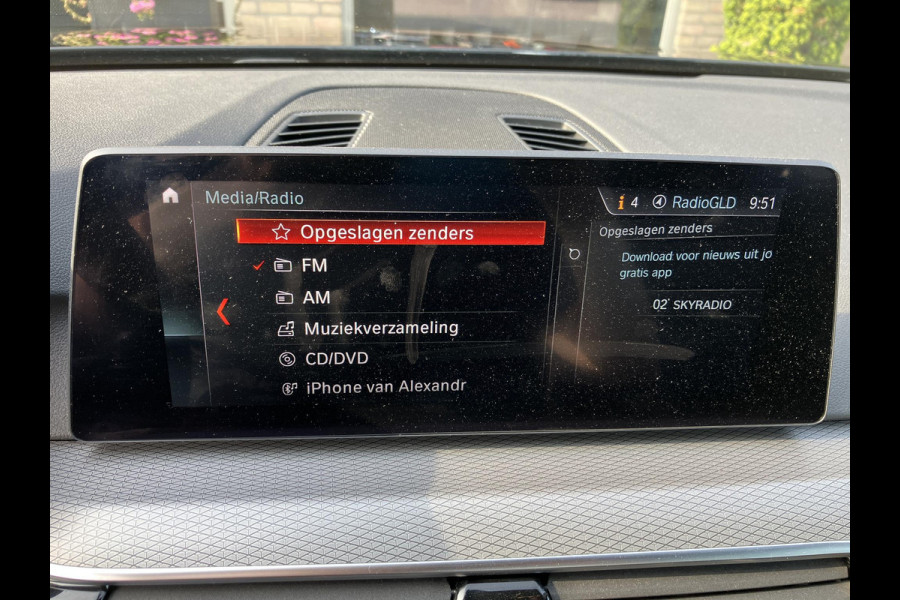 Media/Radio
4 RadioGLD 9:51
Opgeslagen zenders
Opgeslagen zenders
FM
AM
Muziekverzameling
CD/DVD
iPhone van Alexandr
Download voor nieuws uit jo
gratis app
02' SKYRADIO